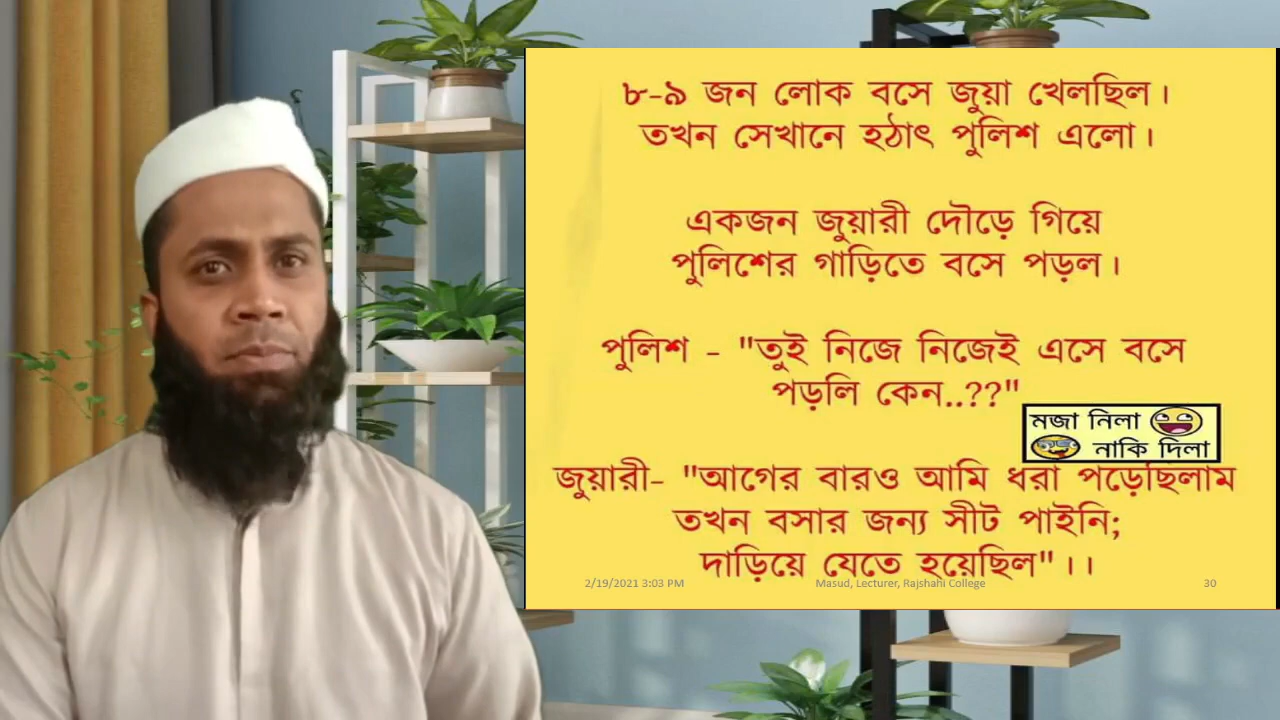 ৮-৯ জন লোক বসে জুয়া খেলছিল।
তখন সেখানে হঠাৎ পুলিশ এলো।
একজন জুয়ারী দৌড়ে গিয়ে
পুলিশের গাড়িতে বসে পড়ল।
পুলিশ - "তুই নিজে নিজেই এসে বসে
পড়লি কেন..??"
মজা নিলা
নাকি দিলা
জুয়ারী- "আগের বারও আমি ধরা পড়েছিলাম
তখন বসার জন্য সীট পাইনি;
দাড়িয়ে যেতে হয়েছিল"।।
2/19/2021 3:03 PM
Masud, Lecturer, Rajshahi College
30